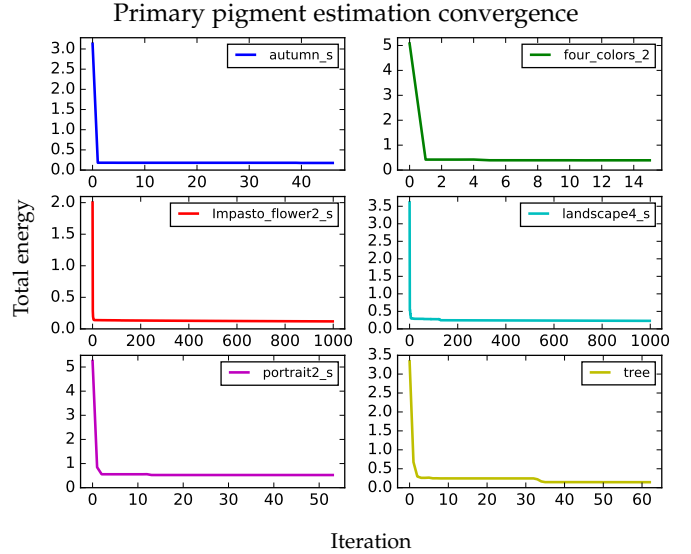 Primary pigment estimation convergence
3.0
2.5
2.0
1.5
1.0
0.5
0.0
autumn_s
0 10 20 30 40
5
4
3
2
1
0
four_colors_2
0 2 4 6 8 10 12 14
2.0
1.5
1.0
0.5
0.0
Impasto_flower2_s
0 200 400 600 800 1000
3.5
3.0
2.5
2.0
1.5
1.0
0.5
0.0
landscape4_s
0 200 400 600 800 1000
5
4
3
2
1
0
portrait2_s
0 10 20 30 40 50
3.5
3.0
2.5
2.0
1.5
1.0
0.5
0.0
tree
0 10 20 30 40 50 60
Total energy
Iteration